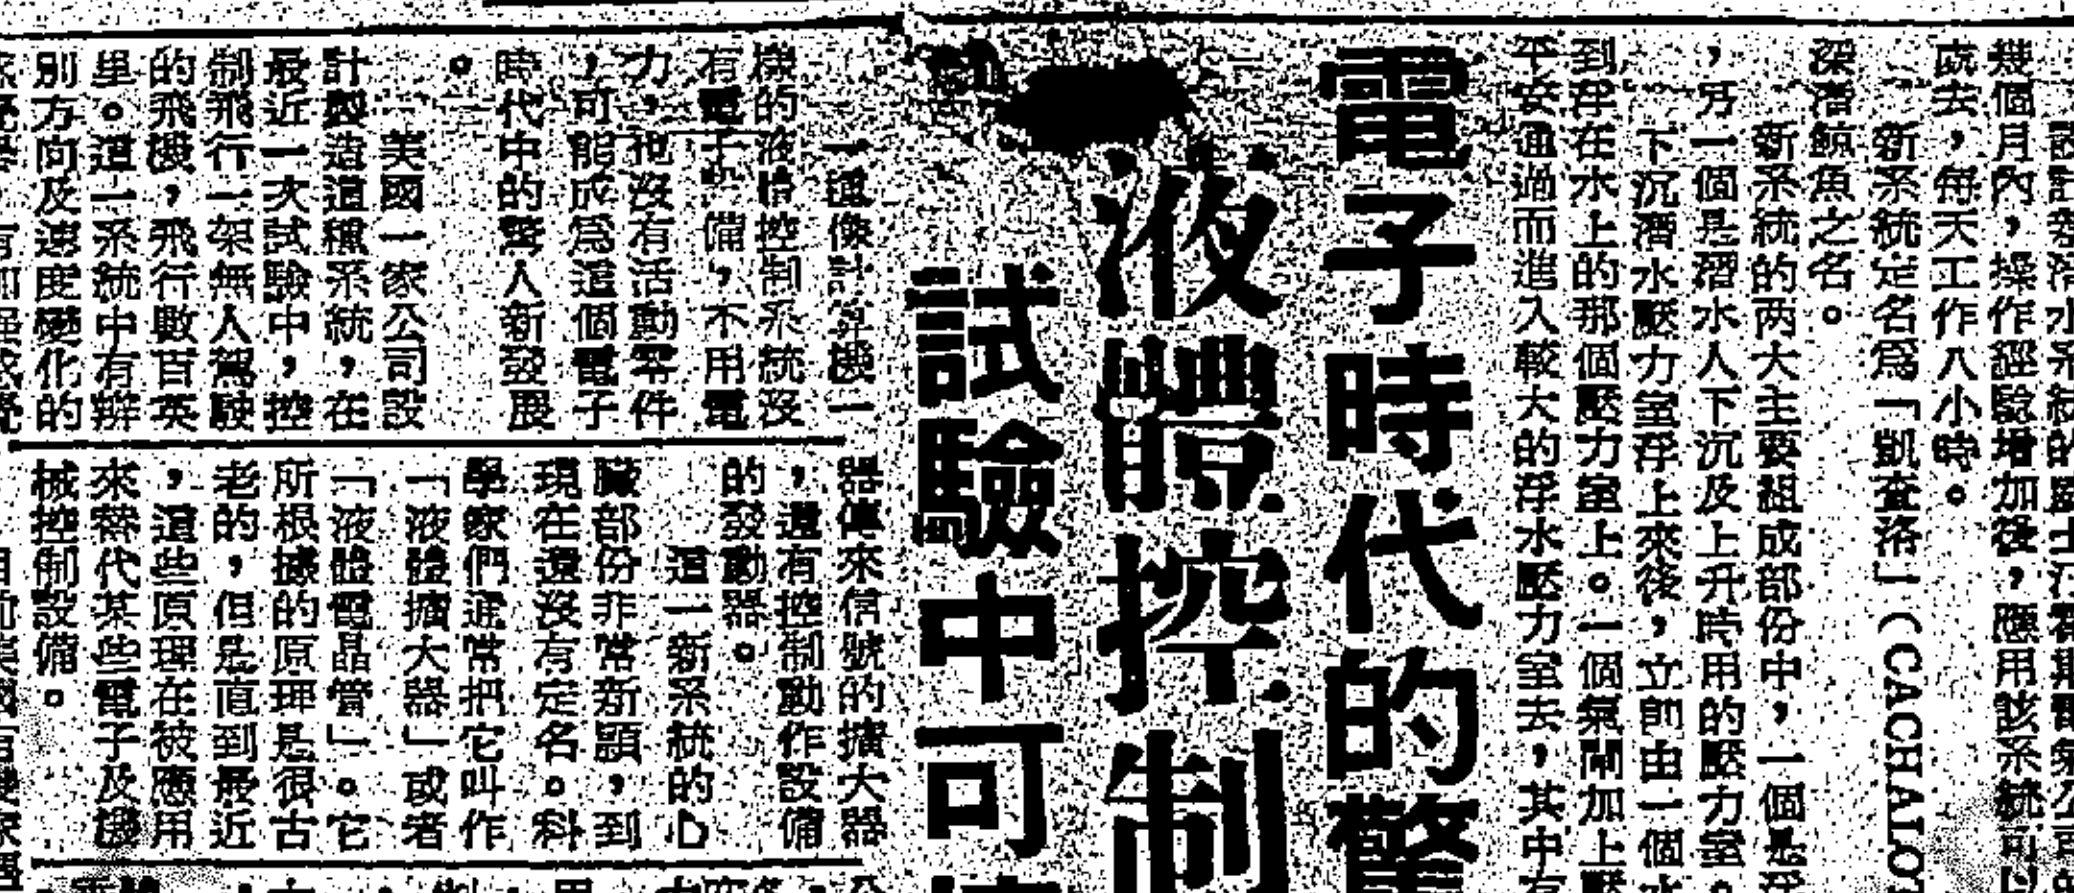 幾個月內，操作經驗增加後，應用該系統可以
處去，每天工作八小時。
新系統定名爲「凱查洛」（CACHALOT
深潛鯨魚之名。
新系統的两大主要組成部份中，一個是浮
，另一個是潛水人下沉及上升時用的壓力室。
下沉潛水壓力室浮上來後，立卽由一個水
到浮在水上的那個壓力室上。一個氣閘加上壓
平安通過而進入較大的浮水壓力室去，其中有
電子時代的驚
液體控制
試驗中可
一種像計算機一
樣的液體控制系統沒
有電子設備，不用電
力，也沒有活動零件
，可能成爲這個電子
時代中的驚人新發展
。
美國一家公司設
計製造這種系統，在
最近一次試驗中，控
制飛行一架無人駕駛
的飛機，飛行數百英
里。這一系統中有辨
別方向及速度變化的
器傳來信號的擴大器
，還有控制動作設備
的發動器。
這一新系統的心
臟部份非常新穎，到
現在還沒有定名。科
學家們通常把它叫作
「液體擴大器」或者
「液體電晶管」。它
所根據的原理是很古
老的，但是直到最近
，這些原理在被應用
來替代某些電子及機
械控制設備。